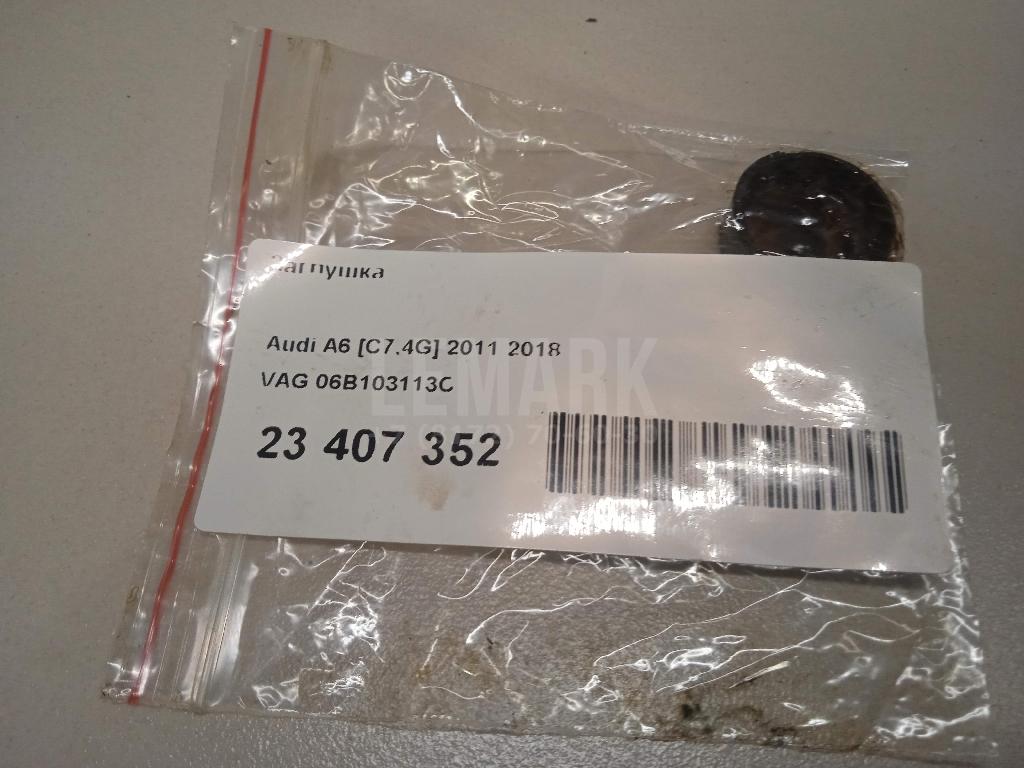 Заглушка
Audi A6 [C7,4G] 2011 2018
VAG 06B103113C
LEMARK
23 407 352